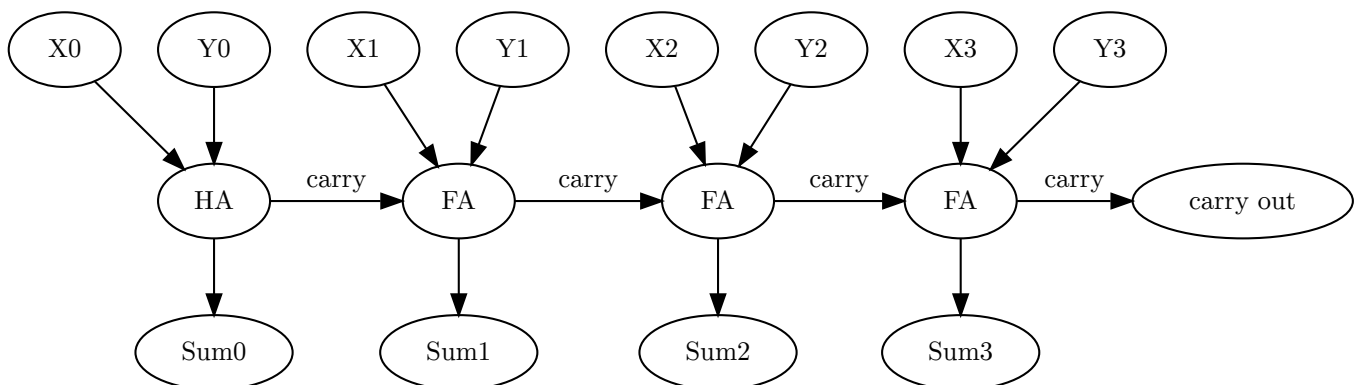 X0 Y0 X1 Y1 X2 Y2 X3 Y3
carry carry carry carry
HA FA FA FA carry out
Sum0 Sum1 Sum2 Sum3